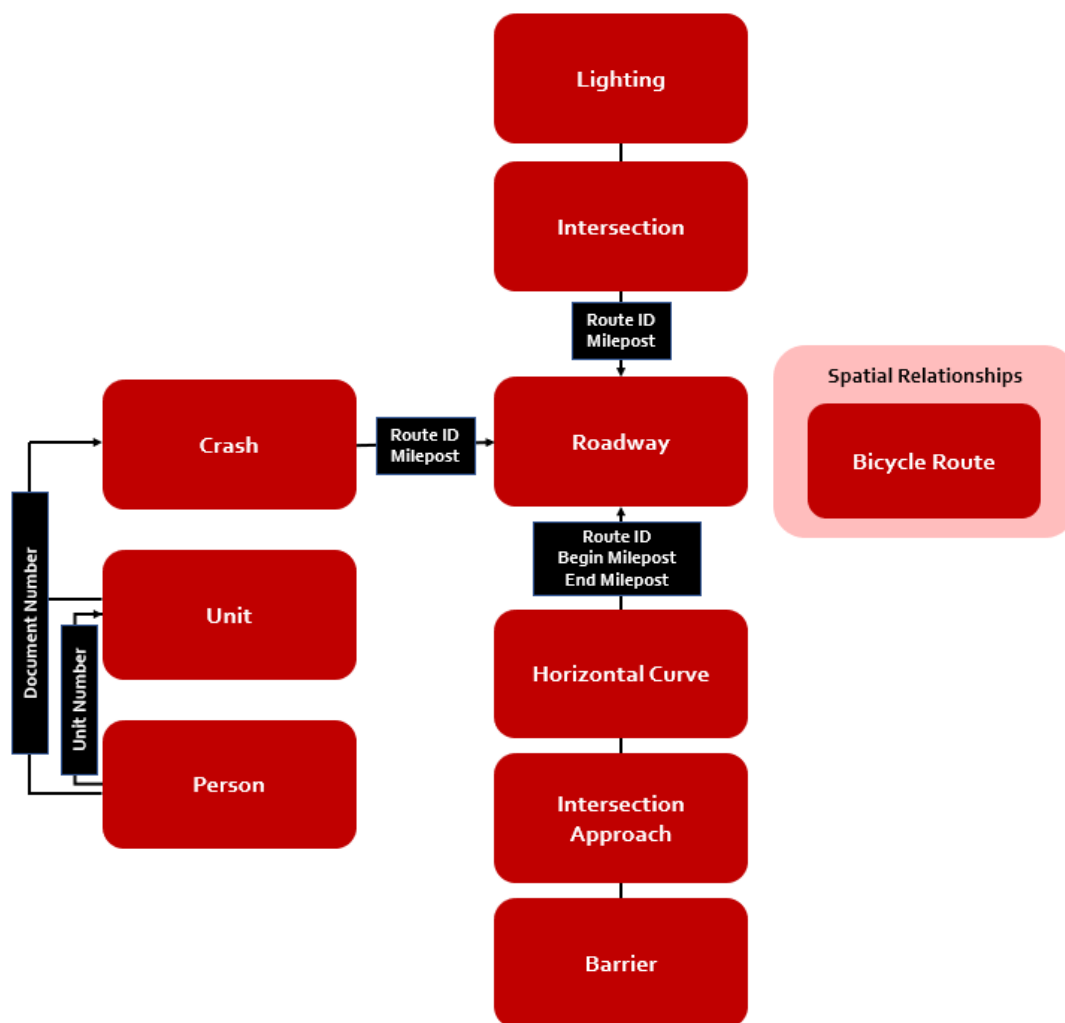 Lighting
Intersection
Route ID
Milepost
Spatial Relationships
Bicycle Route
Crash
Route ID
Milepost
Roadway
Route ID
Begin Milepost
End Milepost
Document Number
Unit
Unit Number
Horizontal Curve
Person
Intersection
Approach
Barrier